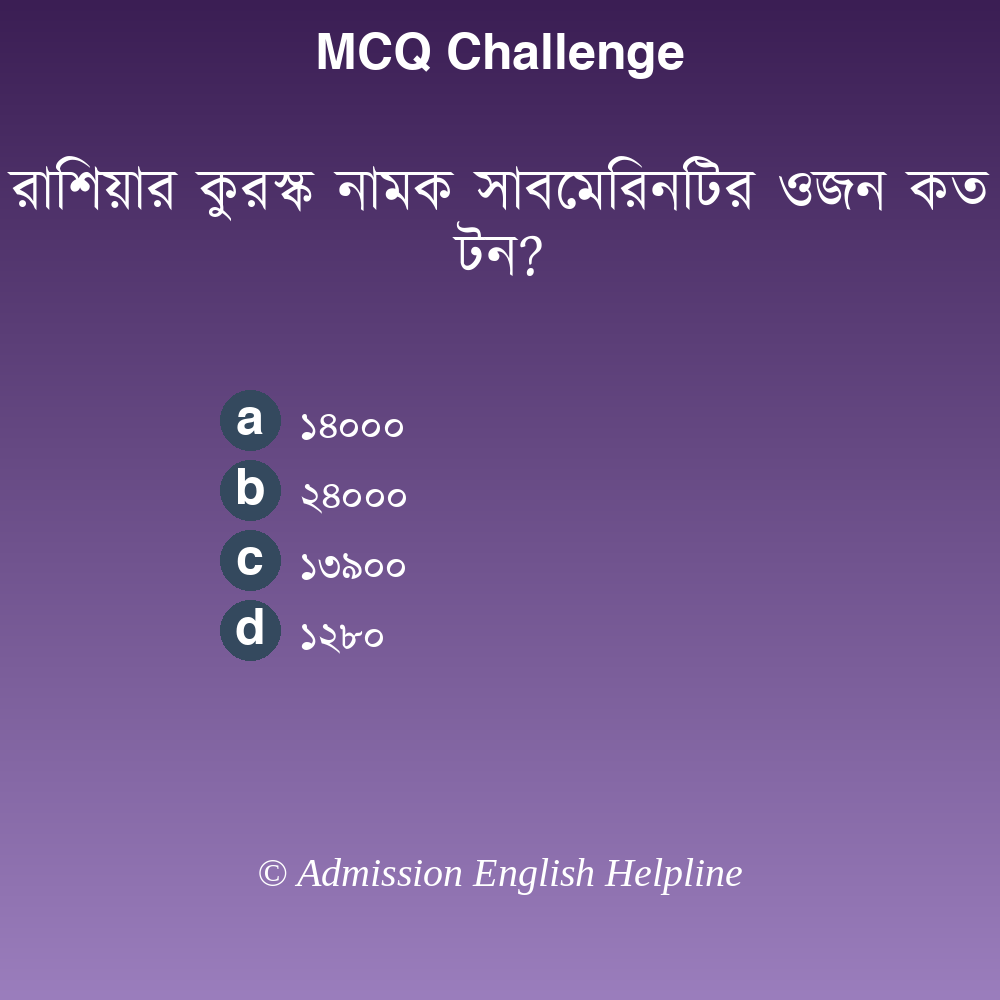 MCQ Challenge
রাশিয়ার কুরস্ক নামক সাবমেরিনটির ওজন কত
টন?
a ১৪০০০
b ২৪০০০
c ১৩৯০০
d ১২৮০
© Admission English Helpline